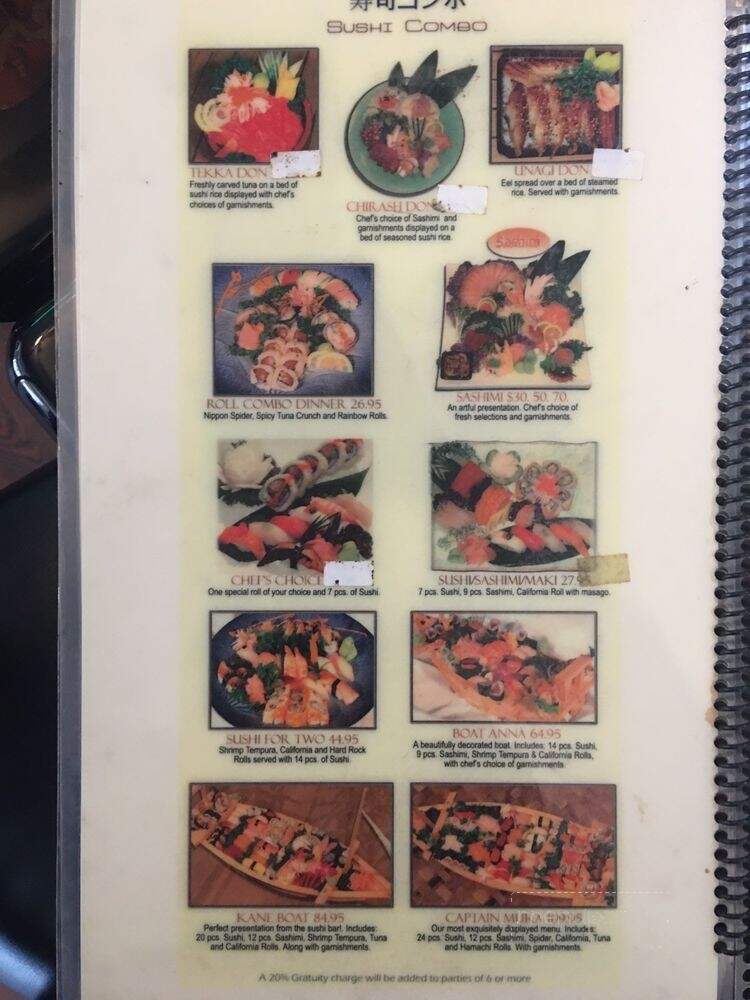 寿司コンボ
SUSHI COMBO
TEKKA DON
Freshly carved tuna on a bed of
sushi rice displayed with chef's
choices of garnishments.
CHIRASHI DON
Chef's choice of Sashimi and
garnishments displayed on a
bed of seasoned sushi rice.
UNAGI DON
Eel spread over a bed of steamed
rice. Served with garnishments.
ROLL COMBO DINNER 26.95
Nippon Spider, Spicy Tuna Crunch and Rainbow Rolls.
Sashimi
SASHIMI $30, 50, 70.
An artful presentation. Chef's choice of
fresh selections and garnishments.
CHEF'S CHOICE
One special roll of your choice and 7 pcs. of Sushi.
SUSHI/SASHIMI/MAKI 27.9
7 pcs. Sushi, 9 pcs. Sashimi, California Roll with masago.
SUSHI FOR TWO 44.95
Shrimp Tempura, California and Hard Rock
Rolls served with 14 pcs. of Sushi.
BOAT ANNA 64.95
A beautifully decorated boat. Includes: 14 pcs. Sushi,
9 pcs. Sashimi, Shrimp Tempura & California Rolls,
with chef's choice of garnishments.
KANE BOAT 84.95
Perfect presentation from the sushi bar!. Includes:
20 pcs. Sushi, 12 pcs. Sashimi, Shrimp Tempura, Tuna
and California Rolls. Along with garnishments.
CAPTAIN
Our most exquisitely displayed menu. Includes:
24 pcs. Sushi, 12 pcs. Sashimi, Spider, California, Tuna
and Hamachi Rolls. With garnishments.
A 20% Gratuity charge will be added to parties of 6 or more